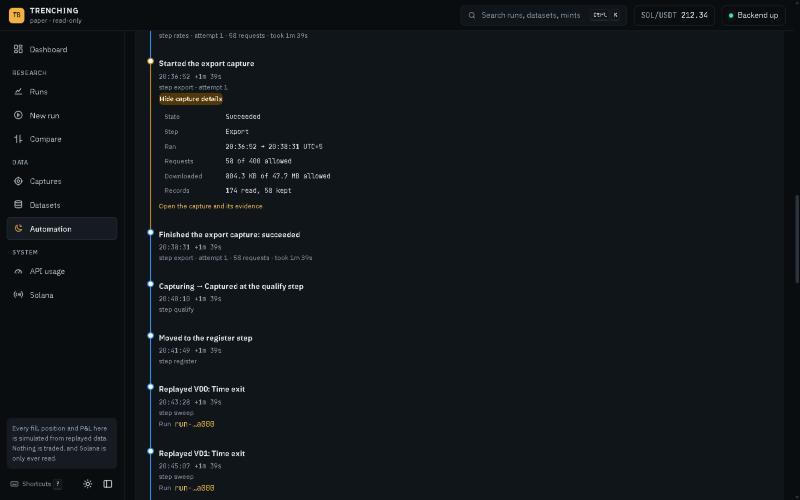 TB
TRENCHING
paper · read-only
Search runs, datasets, mints
Ctrl K
SOL/USDT 212.34
Backend up
Dashboard
RESEARCH
Runs
New run
Compare
DATA
Captures
Datasets
Automation
SYSTEM
API usage
Solana
Every fill, position and P&L here
is simulated from replayed data.
Nothing is traded, and Solana is
only ever read.
Shortcuts ?
step rates · attempt 1 · 58 requests · took 1m 39s
Started the export capture
20:36:52 +1m 39s
step export · attempt 1
Hide capture details
State Succeeded
Step Export
Ran 20:36:52 → 20:38:31 UTC+5
Requests 58 of 400 allowed
Downloaded 804.3 KB of 47.7 MB allowed
Records 174 read, 58 kept
Open the capture and its evidence
Finished the export capture: succeeded
20:38:31 +1m 39s
step export · attempt 1 · 58 requests · took 1m 39s
Capturing → Captured at the qualify step
20:40:10 +1m 39s
step qualify
Moved to the register step
20:41:49 +1m 39s
step register
Replayed V00: Time exit
20:43:28 +1m 39s
step sweep
Run run-…a000
Replayed V01: Time exit
20:45:07 +1m 39s
step sweep
Run run-…a000